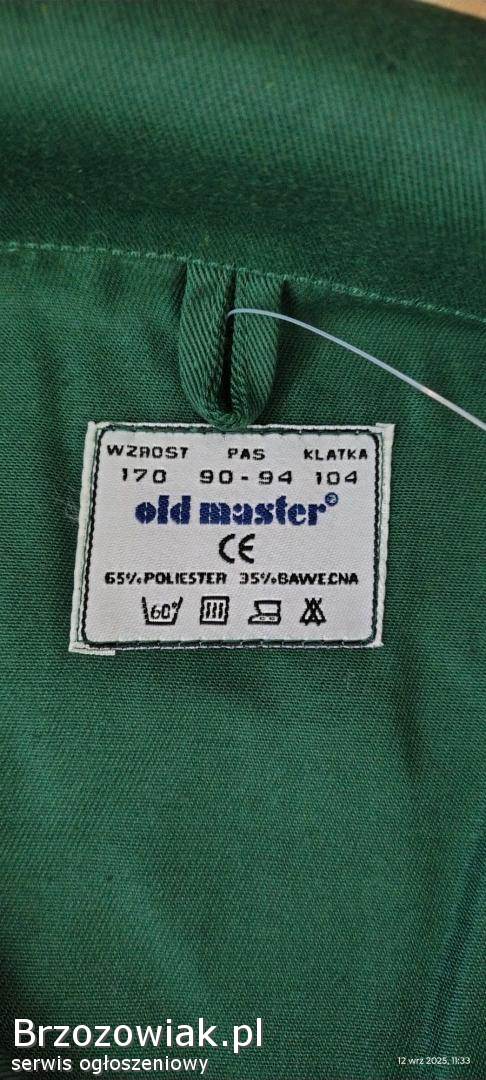 WZROST PAS KLATKA
170 90-94 104
old master®
CE
65% POLIESTER 35% BAWEŁNA
60°
Brzozowiak.pl
serwis ogłoszeniowy
12 wrz 2025, 11:33